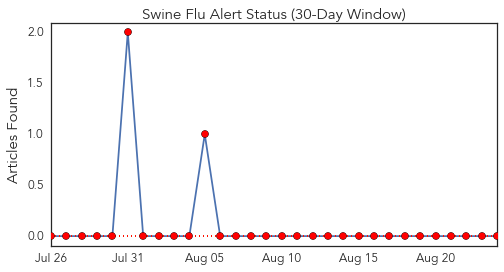 Swine Flu Alert Status (30-Day Window)
Articles Found
2.0
1.5
1.0
0.5
0.0
Jul 26 Jul 31 Aug 05 Aug 10 Aug 15 Aug 20